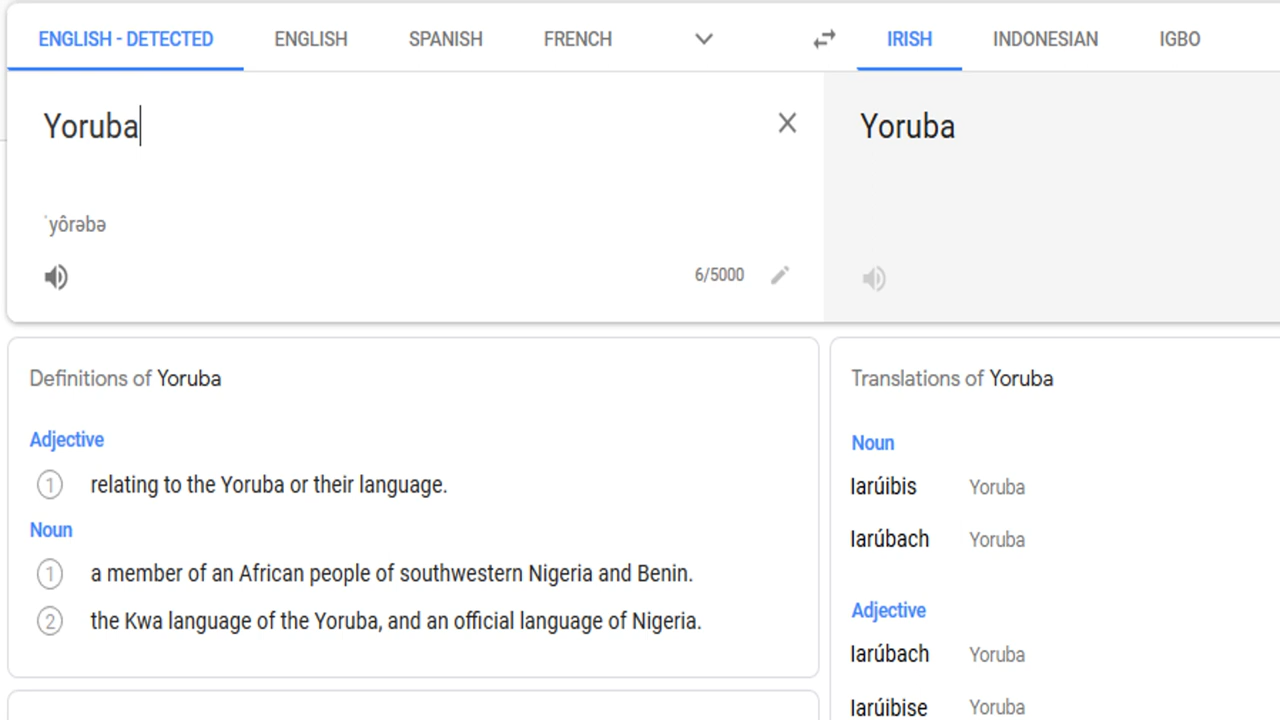 ENGLISH - DETECTED ENGLISH SPANISH FRENCH IRISH INDONESIAN IGBO
Yoruba
Yoruba
ˈyôrəbə
6/5000
Definitions of Yoruba
Adjective
1 relating to the Yoruba or their language.
Noun
1 a member of an African people of southwestern Nigeria and Benin.
2 the Kwa language of the Yoruba, and an official language of Nigeria.
Translations of Yoruba
Noun
Iarúibis Yoruba
Iarúbach Yoruba
Adjective
Iarúbach Yoruba
Iarúibise Yoruba